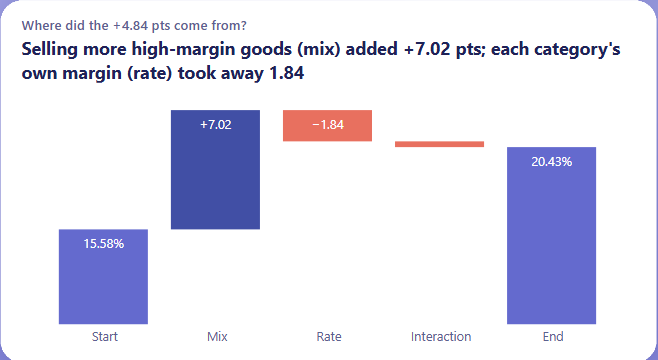 Where did the +4.84 pts come from?
Selling more high-margin goods (mix) added +7.02 pts; each category's
own margin (rate) took away 1.84
+7.02
−1.84
20.43%
15.58%
Start
Mix
Rate
Interaction
End